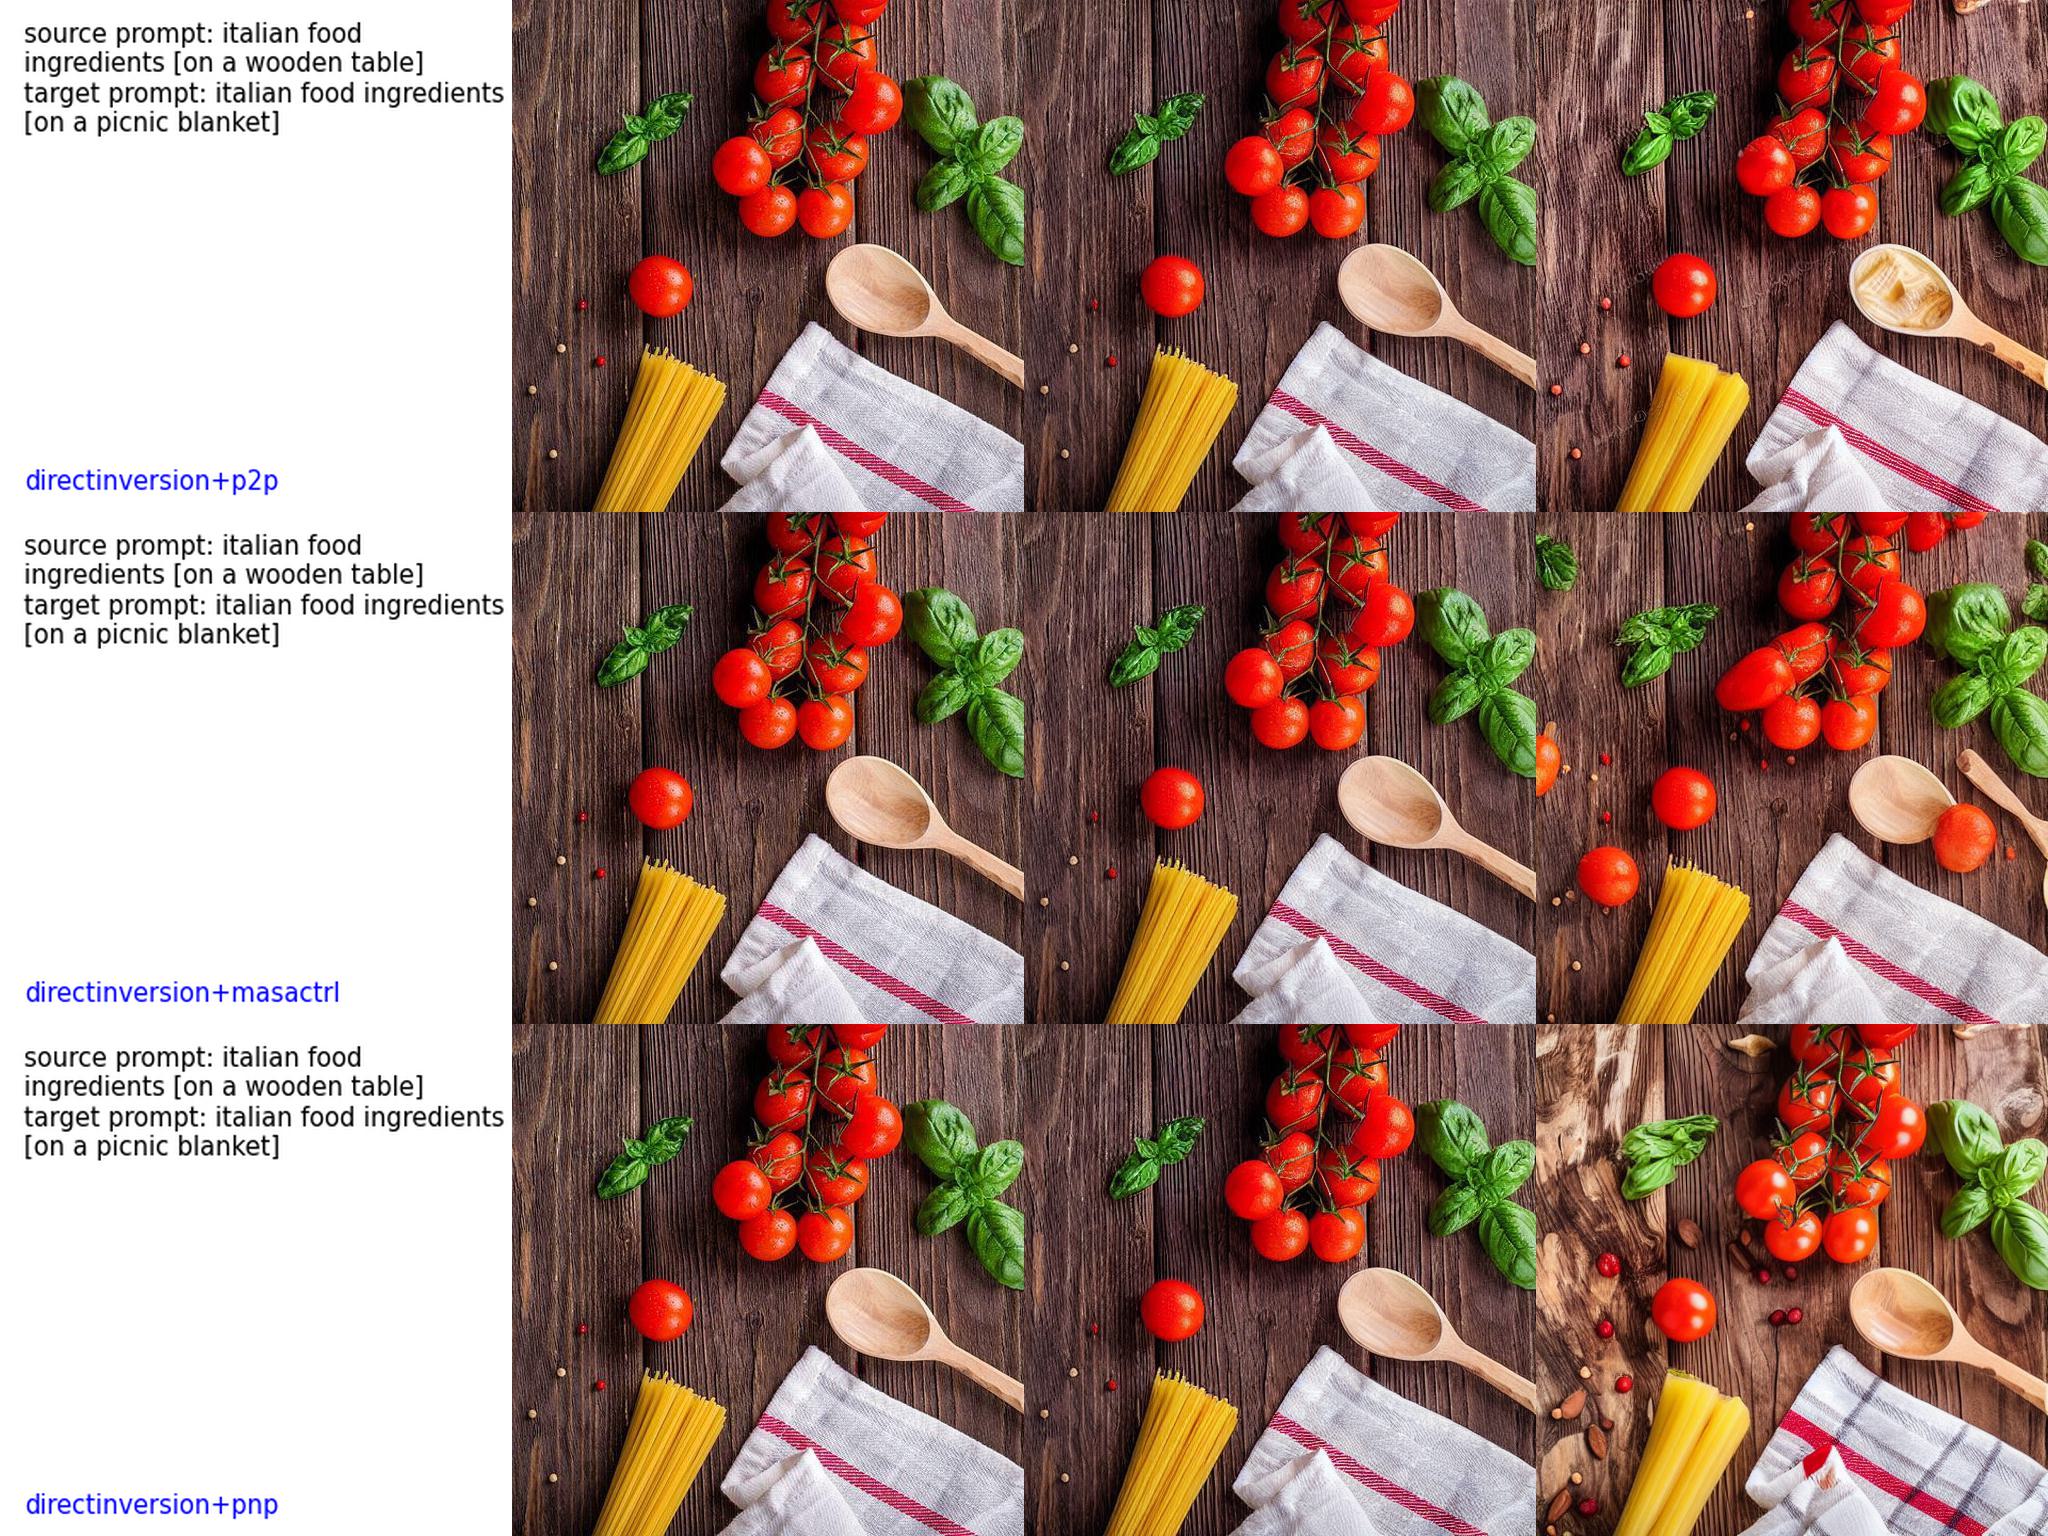 source prompt: italian food
ingredients [on a wooden table]
target prompt: italian food ingredients
[on a picnic blanket]
directinversion+p2p
source prompt: italian food
ingredients [on a wooden table]
target prompt: italian food ingredients
[on a picnic blanket]
directinversion+masactrl
source prompt: italian food
ingredients [on a wooden table]
target prompt: italian food ingredients
[on a picnic blanket]
directinversion+pnp